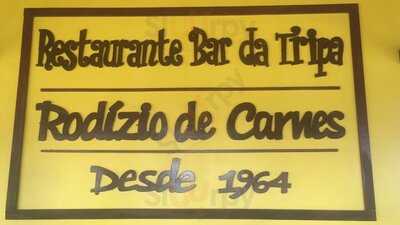 Restaurante Bar da Tripa
Rodízio de Carnes
Desde 1964